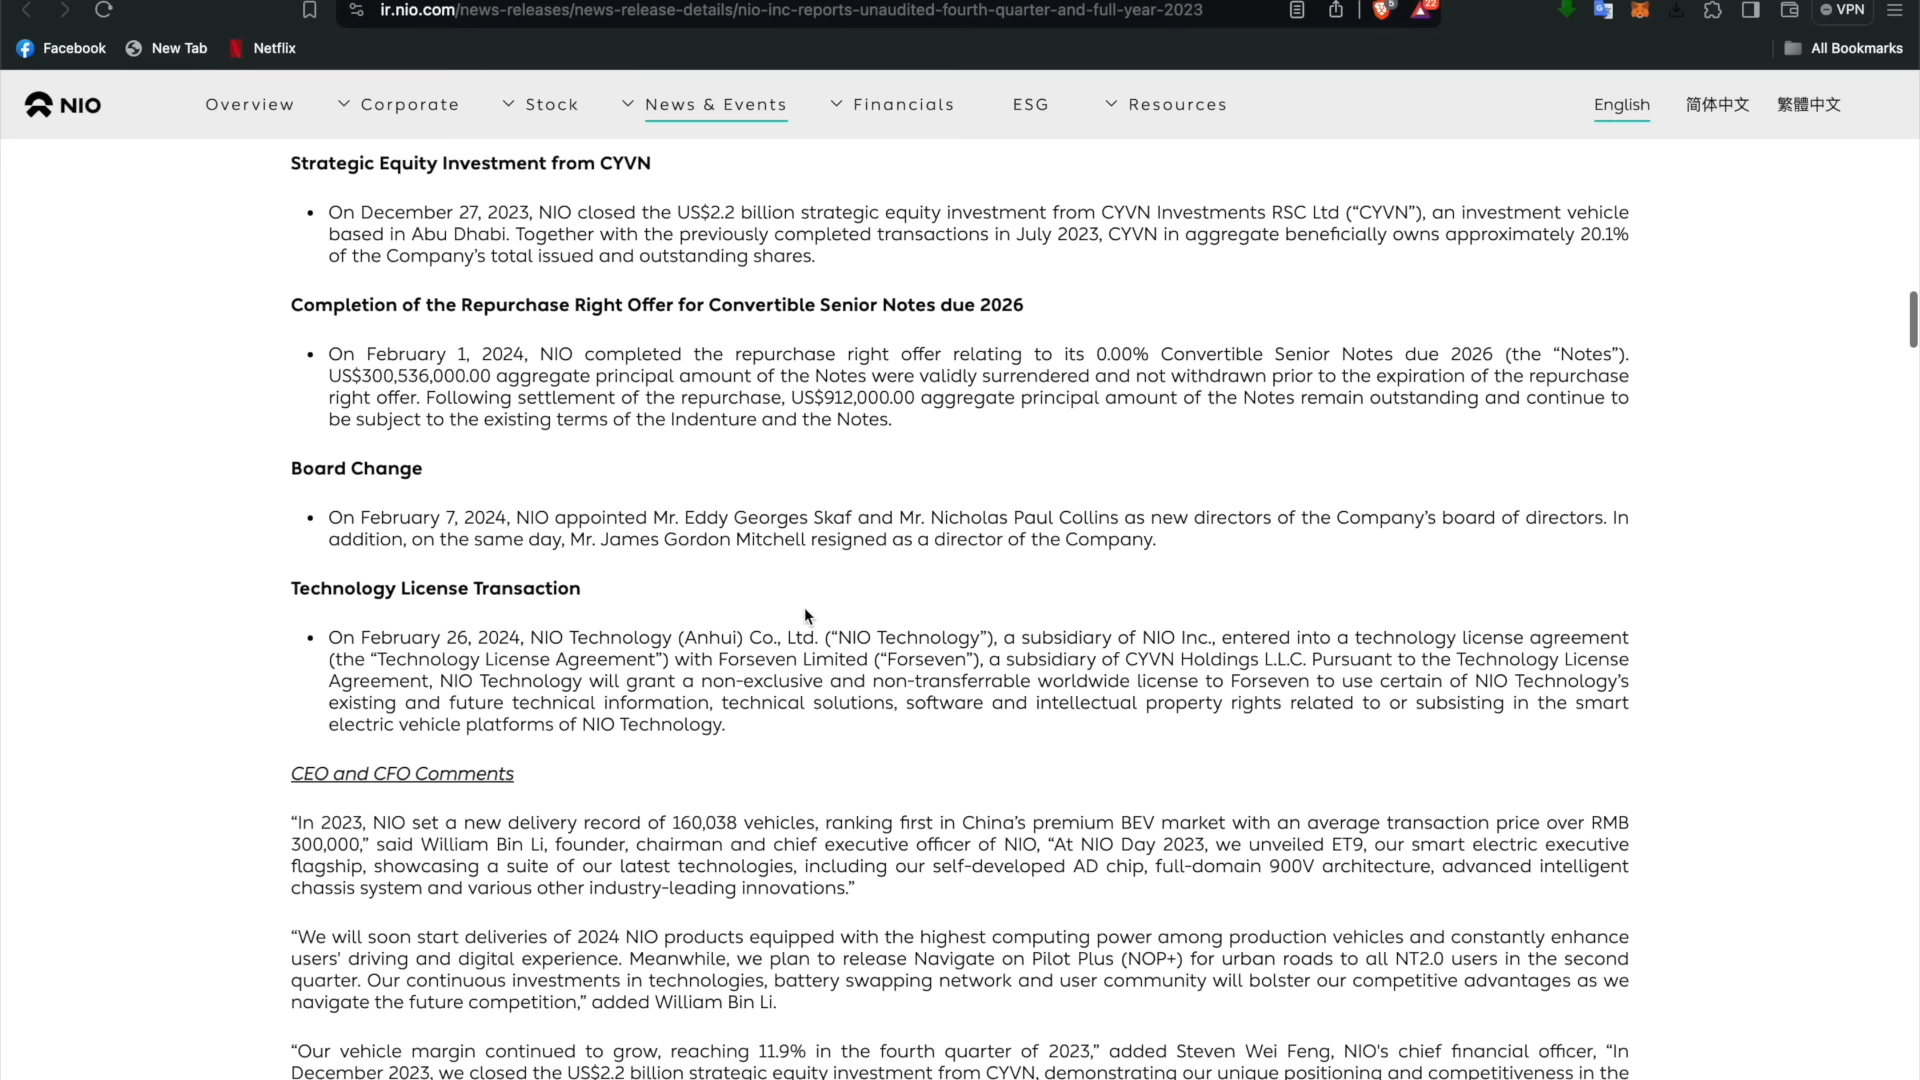 ir.nio.com/news-releases/news-release-details/nio-inc-reports-unaudited-fourth-quarter-and-full-year-2023
5
22
VPN
Facebook
New Tab
Netflix
All Bookmarks
NIO
Overview
Corporate
Stock
News & Events
Financials
ESG
Resources
English
简体中文
繁體中文
Strategic Equity Investment from CYVN
• On December 27, 2023, NIO closed the US$2.2 billion strategic equity investment from CYVN Investments RSC Ltd (“CYVN”), an investment vehicle
based in Abu Dhabi. Together with the previously completed transactions in July 2023, CYVN in aggregate beneficially owns approximately 20.1%
of the Company’s total issued and outstanding shares.
Completion of the Repurchase Right Offer for Convertible Senior Notes due 2026
• On February 1, 2024, NIO completed the repurchase right offer relating to its 0.00% Convertible Senior Notes due 2026 (the “Notes”).
US$300,536,000.00 aggregate principal amount of the Notes were validly surrendered and not withdrawn prior to the expiration of the repurchase
right offer. Following settlement of the repurchase, US$912,000.00 aggregate principal amount of the Notes remain outstanding and continue to
be subject to the existing terms of the Indenture and the Notes.
Board Change
• On February 7, 2024, NIO appointed Mr. Eddy Georges Skaf and Mr. Nicholas Paul Collins as new directors of the Company’s board of directors. In
addition, on the same day, Mr. James Gordon Mitchell resigned as a director of the Company.
Technology License Transaction
• On February 26, 2024, NIO Technology (Anhui) Co., Ltd. (“NIO Technology”), a subsidiary of NIO Inc., entered into a technology license agreement
(the “Technology License Agreement”) with Forseven Limited (“Forseven”), a subsidiary of CYVN Holdings L.L.C. Pursuant to the Technology License
Agreement, NIO Technology will grant a non-exclusive and non-transferrable worldwide license to Forseven to use certain of NIO Technology’s
existing and future technical information, technical solutions, software and intellectual property rights related to or subsisting in the smart
electric vehicle platforms of NIO Technology.
CEO and CFO Comments
“In 2023, NIO set a new delivery record of 160,038 vehicles, ranking first in China’s premium BEV market with an average transaction price over RMB
300,000,” said William Bin Li, founder, chairman and chief executive officer of NIO, “At NIO Day 2023, we unveiled ET9, our smart electric executive
flagship, showcasing a suite of our latest technologies, including our self-developed AD chip, full-domain 900V architecture, advanced intelligent
chassis system and various other industry-leading innovations.”
“We will soon start deliveries of 2024 NIO products equipped with the highest computing power among production vehicles and constantly enhance
users' driving and digital experience. Meanwhile, we plan to release Navigate on Pilot Plus (NOP+) for urban roads to all NT2.0 users in the second
quarter. Our continuous investments in technologies, battery swapping network and user community will bolster our competitive advantages as we
navigate the future competition,” added William Bin Li.
“Our vehicle margin continued to grow, reaching 11.9% in the fourth quarter of 2023,” added Steven Wei Feng, NIO's chief financial officer, “In
December 2023, we closed the US$2.2 billion strategic equity investment from CYVN, demonstrating our unique positioning and competitiveness in the